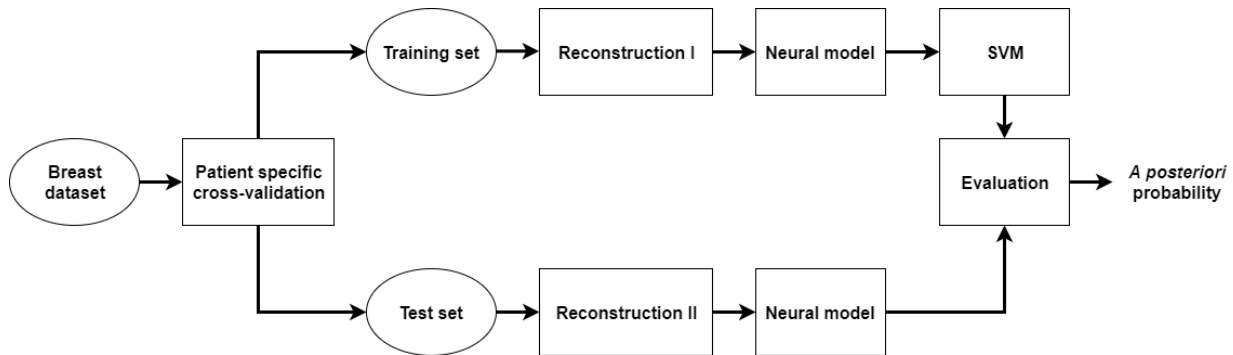 Training set
Reconstruction I
Neural model
SVM
Breast
dataset
Patient specific
cross-validation
Evaluation
A posteriori
probability
Test set
Reconstruction II
Neural model